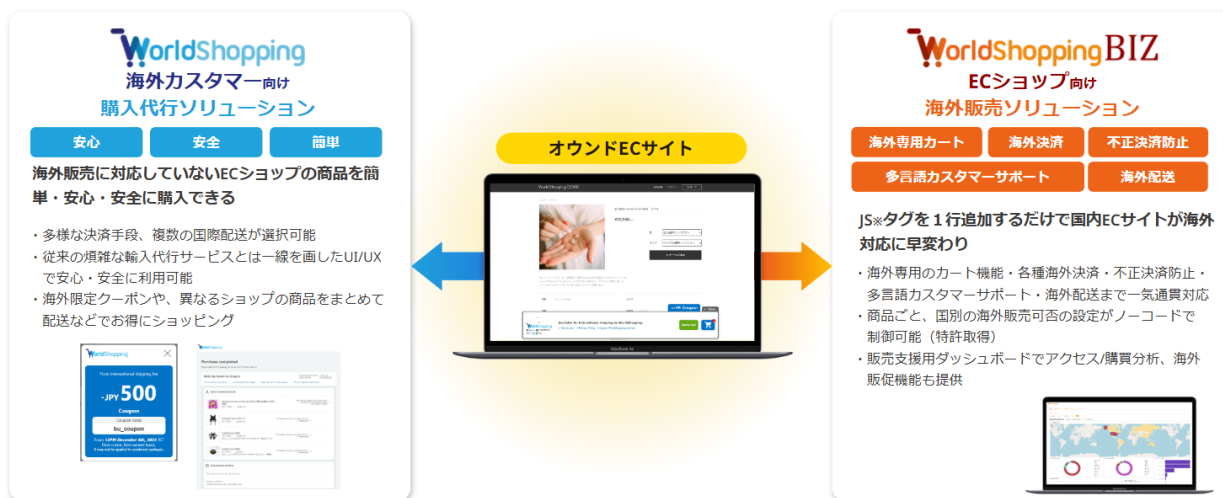 WorldShopping
海外カスタマー向け
購入代行ソリューション
安心
安全
簡単
海外販売に対応していないECショップの商品を簡
単・安心・安全に購入できる
・多様な決済手段、複数の国際配送が選択可能
・従来の煩雑な輸入代行サービスとは一線を画したUI/UX
で安心・安全に利用可能
・海外限定クーポンや、異なるショップの商品をまとめて
配送などでお得にショッピング
WorldShopping
From international shipping fee
-JPY 500
Coupon
Coupon code
bu_coupon
WorldShopping
Purchase completed
オウンドECサイト
WorldShopping
MacBook Air
WorldShopping BIZ
ECショップ向け
海外販売ソリューション
海外専用カート
海外決済
不正決済防止
多言語カスタマーサポート
海外配送
JS※タグを１行追加するだけで国内ECサイトが海外
対応に早変わり
・海外専用のカート機能・各種海外決済・不正決済防止・
多言語カスタマーサポート・海外配送まで一気通貫対応
・商品ごと、国別の海外販売可否の設定がノーコードで
制御可能（特許取得）
・販売支援用ダッシュボードでアクセス/購買分析、海外
販促機能も提供